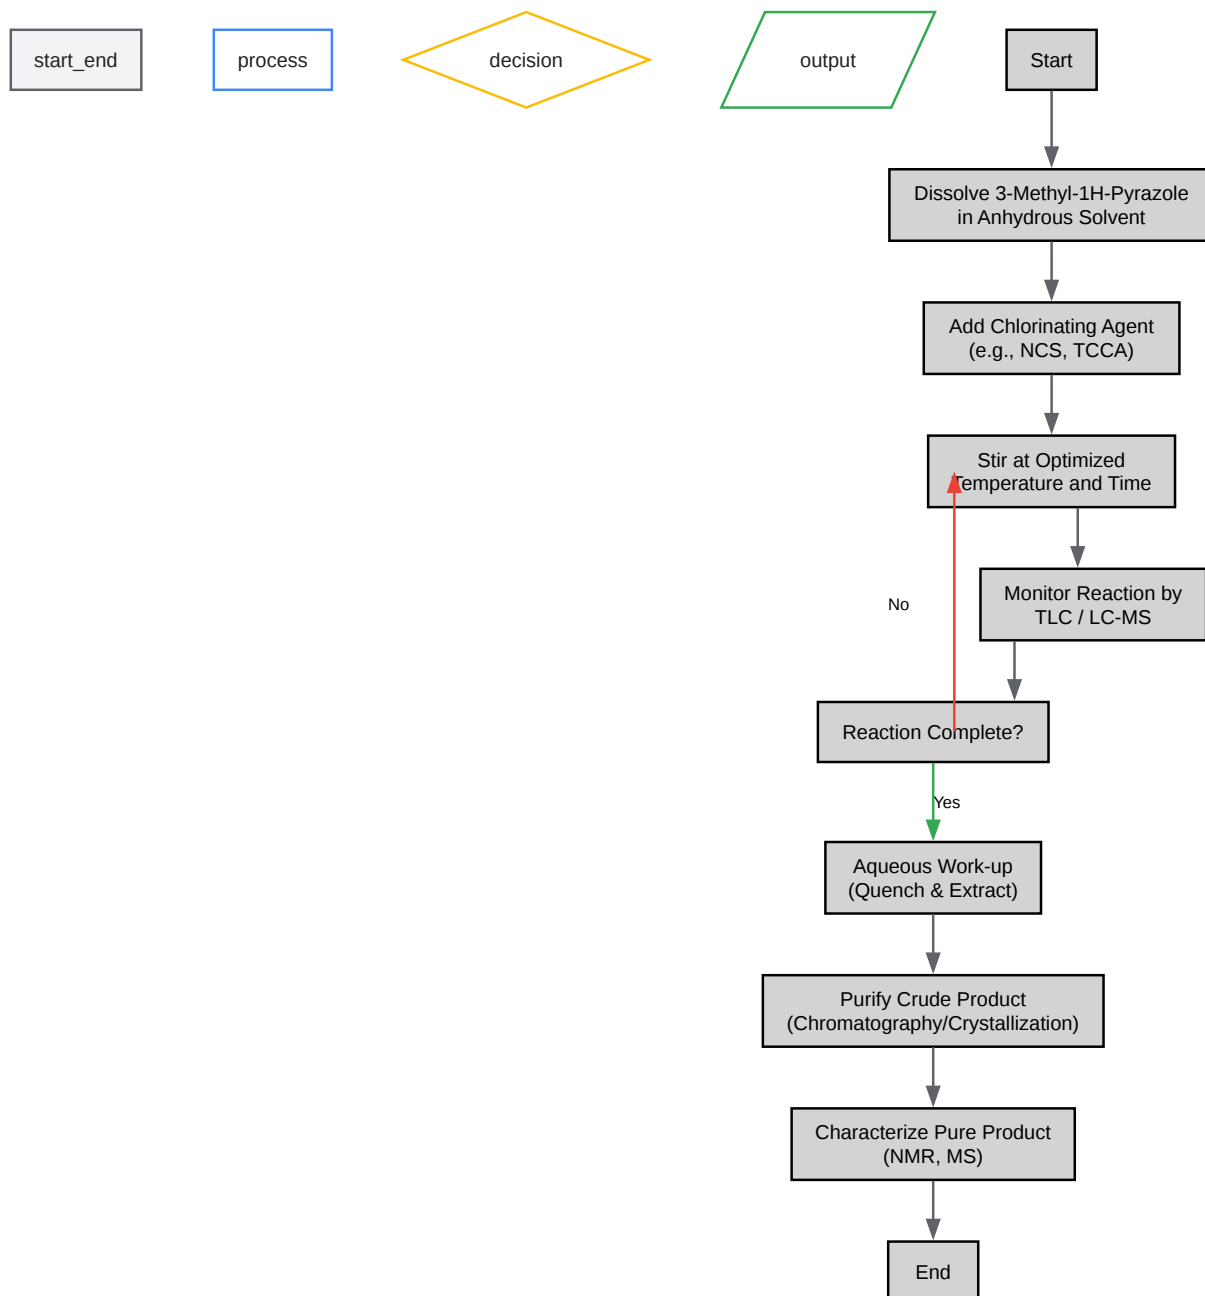 start_end
process
decision
output
Start
Dissolve 3-Methyl-1H-Pyrazole
in Anhydrous Solvent
Add Chlorinating Agent
(e.g., NCS, TCCA)
Stir at Optimized
Temperature and Time
No
Monitor Reaction by
TLC / LC-MS
Reaction Complete?
Yes
Aqueous Work-up
(Quench & Extract)
Purify Crude Product
(Chromatography/Crystallization)
Characterize Pure Product
(NMR, MS)
End